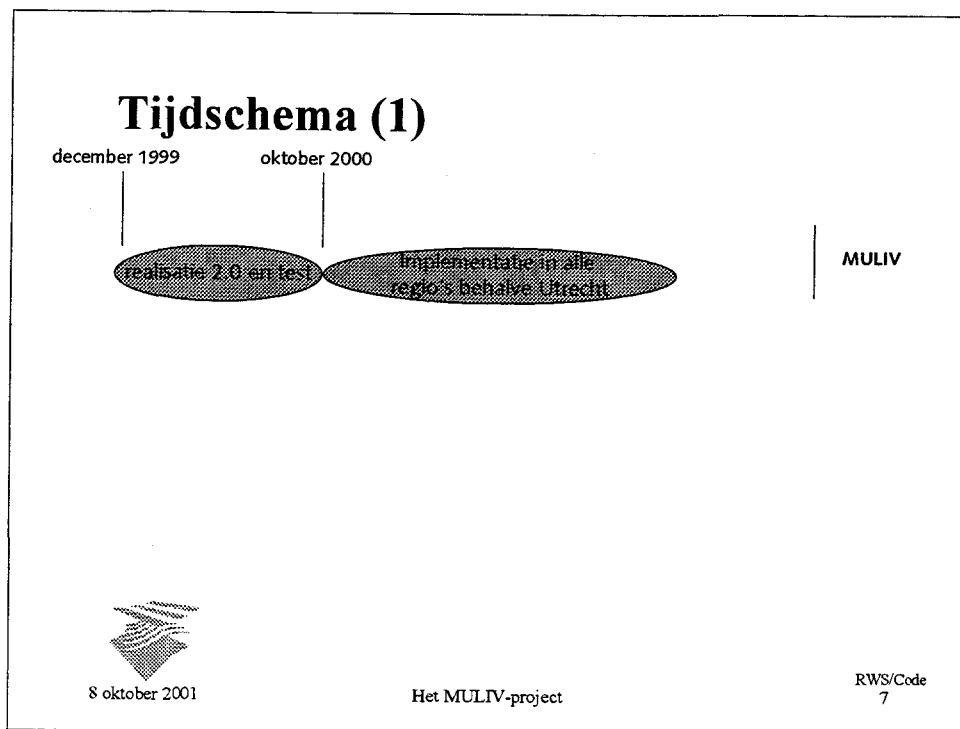 Tijdschema (1)
december 1999
oktober 2000
realisatie 2.0 en test
Implementatie in alle
regio's behalve Utrecht
MULIV
8 oktober 2001
Het MULIV-project
RWS/Code
7